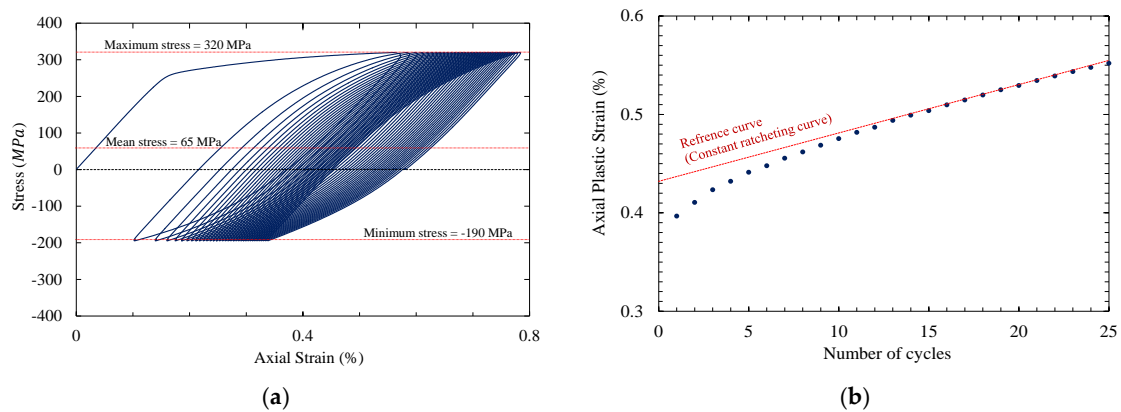 400
300
200
100
0
-100
-200
-300
-400
Stress (MPa)
Maximum stress = 320 MPa
Mean stress = 65 MPa
Minimum stress = -190 MPa
0
0.4
0.8
Axial Strain (%)
(a)
0.6
0.5
0.4
0.3
Axial Plastic Strain (%)
Refrence curve
(Constant ratcheting curve)
0
5
10
15
20
25
Number of cycles
(b)